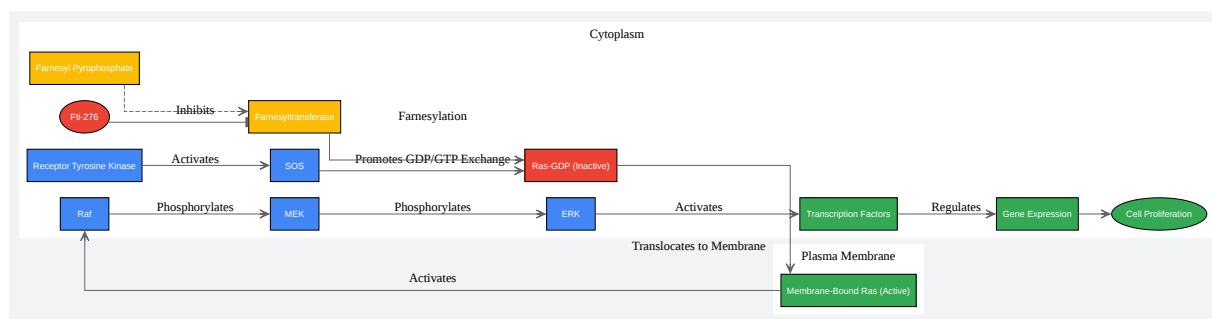 Cytoplasm
Farnesyl Pyrophosphate
Fti-276
Inhibits
Farnesyltransferase
Farnesylation
Receptor Tyrosine Kinase
Activates
SOS
Promotes GDP/GTP Exchange
Ras-GDP (Inactive)
Raf
Phosphorylates
MEK
Phosphorylates
ERK
Activates
Transcription Factors
Regulates
Gene Expression
Cell Proliferation
Translocates to Membrane
Plasma Membrane
Activates
Membrane-Bound Ras (Active)